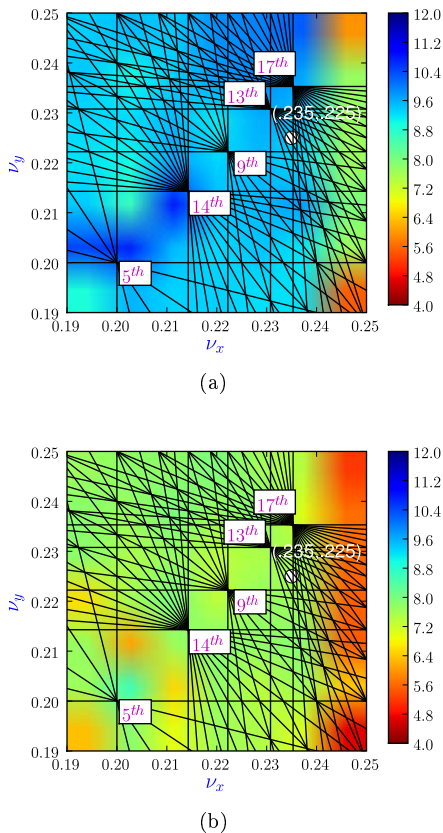 0.25
0.24
0.23
0.22
0.21
0.20
0.19
ν_y
17^th
13^th
(.235,.225)
9^th
14^th
5^th
0.19 0.20 0.21 0.22 0.23 0.24 0.25
ν_x
12.0
11.2
10.4
9.6
8.8
8.0
7.2
6.4
5.6
4.8
4.0
(a)
0.25
0.24
0.23
0.22
0.21
0.20
0.19
ν_y
17^th
13^th
(.235,.225)
9^th
14^th
5^th
0.19 0.20 0.21 0.22 0.23 0.24 0.25
ν_x
12.0
11.2
10.4
9.6
8.8
8.0
7.2
6.4
5.6
4.8
4.0
(b)